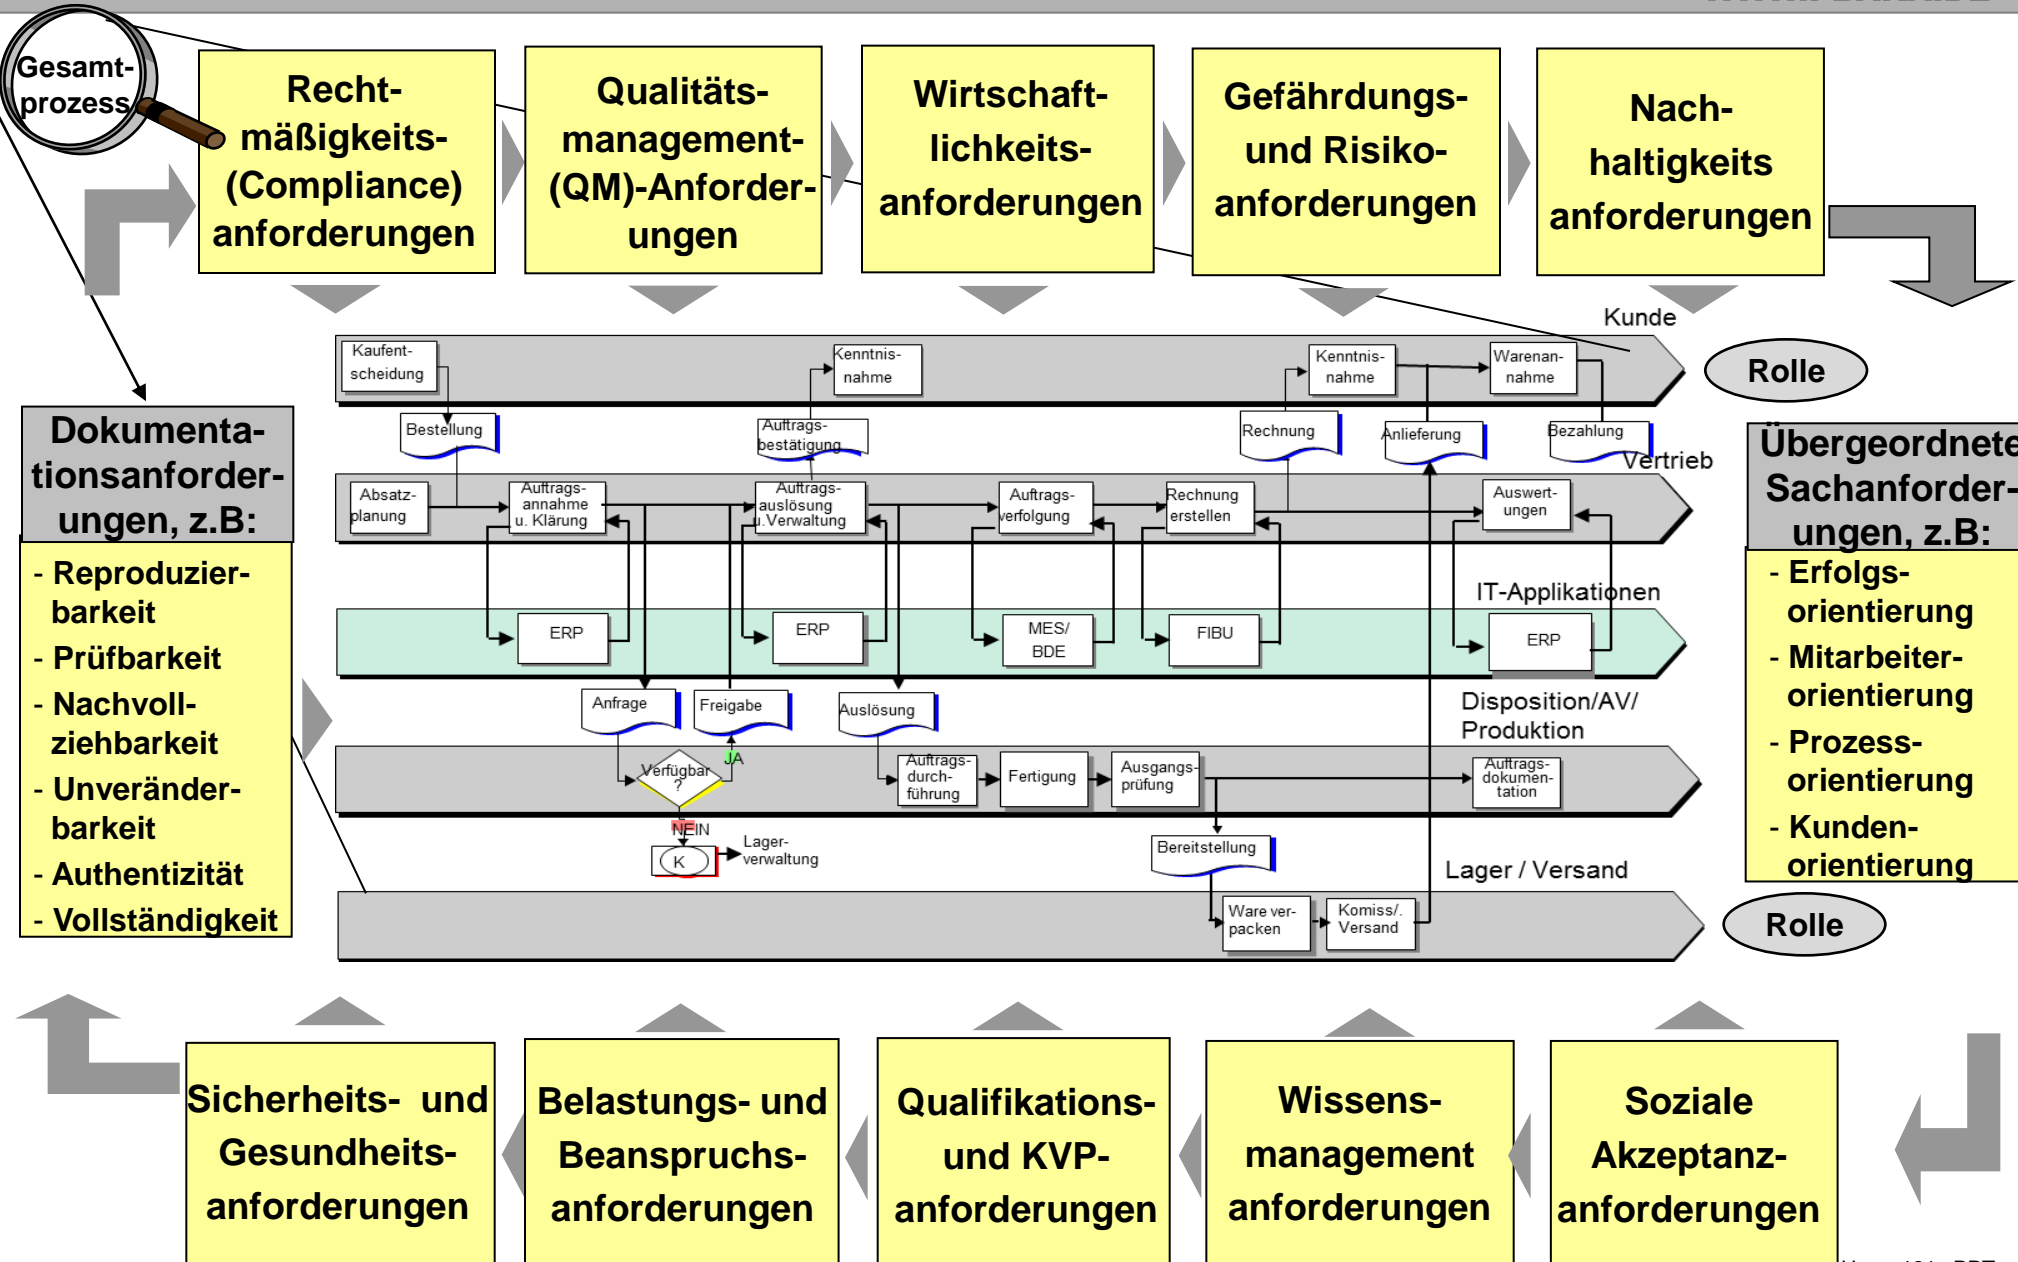 Gesamt-
prozess
Recht-
mäßigkeits-
(Compliance)
anforderungen
Qualitäts-
management-
(QM)-Anforder-
ungen
Wirtschaft-
lichkeits-
anforderungen
Gefährdungs-
und Risiko-
anforderungen
Nach-
haltigkeits
anforderungen
Kunde
Kaufent-
scheidung
Kenntnis-
nahme
Kenntnis-
nahme
Warenan-
nahme
Rolle
Bestellung
Auftrags-
bestätigung
Rechnung
Anlieferung
Bezahlung
Vertrieb
Absatz-
planung
Auftrags-
annahme
u. Klärung
Auftrags-
auslösung
u.Verwaltung
Auftrags-
verfolgung
Rechnung
erstellen
Auswert-
ungen
IT-Applikationen
ERP
ERP
MES/
BDE
FIBU
ERP
Anfrage
Freigabe
Auslösung
Disposition/AV/
Produktion
Verfügbar
?
JA
NEIN
K
Lager-
verwaltung
Auftrags-
durch-
führung
Fertigung
Ausgangs-
prüfung
Auftrags-
dokumen-
tation
Bereitstellung
Lager / Versand
Ware ver-
packen
Komiss/.
Versand
Rolle
Dokumenta-
tionsanforder-
ungen, z.B:
- Reproduzier-
barkeit
- Prüfbarkeit
- Nachvoll-
ziehbarkeit
- Unveränder-
barkeit
- Authentizität
- Vollständigkeit
Übergeordnete
Sachanforder-
ungen, z.B:
- Erfolgs-
orientierung
- Mitarbeiter-
orientierung
- Prozess-
orientierung
- Kunden-
orientierung
Sicherheits- und
Gesundheits-
anforderungen
Belastungs- und
Beanspruchs-
anforderungen
Qualifikations-
und KVP-
anforderungen
Wissens-
management
anforderungen
Soziale
Akzeptanz-
anforderungen